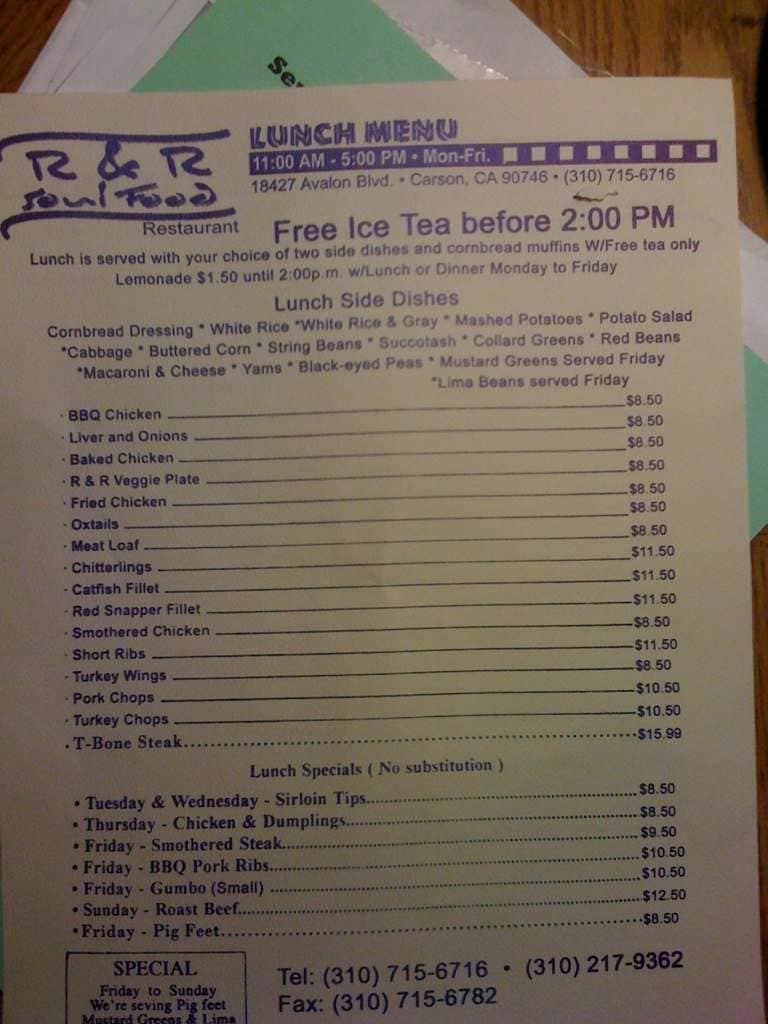 Ser
R & R
Soul Food
Restaurant
LUNCH MENU
11:00 AM - 5:00 PM • Mon-Fri.
18427 Avalon Blvd. • Carson, CA 90746 • (310) 715-6716
Free Ice Tea before 2:00 PM
Lunch is served with your choice of two side dishes and cornbread muffins W/Free tea only
Lemonade $1.50 until 2:00p.m. w/Lunch or Dinner Monday to Friday
Lunch Side Dishes
Cornbread Dressing * White Rice *White Rice & Gray * Mashed Potatoes * Potato Salad
*Cabbage * Buttered Corn * String Beans * Succotash * Collard Greens * Red Beans
*Macaroni & Cheese * Yams * Black-eyed Peas * Mustard Greens Served Friday
*Lima Beans served Friday
· BBQ Chicken $8.50
· Liver and Onions $8.50
· Baked Chicken $8.50
· R & R Veggie Plate $8.50
· Fried Chicken $8.50
· Oxtails $8.50
· Meat Loaf $8.50
· Chitterlings $11.50
· Catfish Fillet $11.50
· Red Snapper Fillet $11.50
· Smothered Chicken $8.50
· Short Ribs $11.50
· Turkey Wings $8.50
· Pork Chops $10.50
· Turkey Chops $10.50
. T-Bone Steak $15.99
Lunch Specials ( No substitution )
• Tuesday & Wednesday - Sirloin Tips $8.50
• Thursday - Chicken & Dumplings $8.50
• Friday - Smothered Steak $9.50
• Friday - BBQ Pork Ribs $10.50
• Friday - Gumbo (Small) $10.50
• Sunday - Roast Beef $12.50
• Friday - Pig Feet $8.50
SPECIAL
Friday to Sunday
We're seving Pig feet
Mustard Greens & Lima
Tel: (310) 715-6716 • (310) 217-9362
Fax: (310) 715-6782